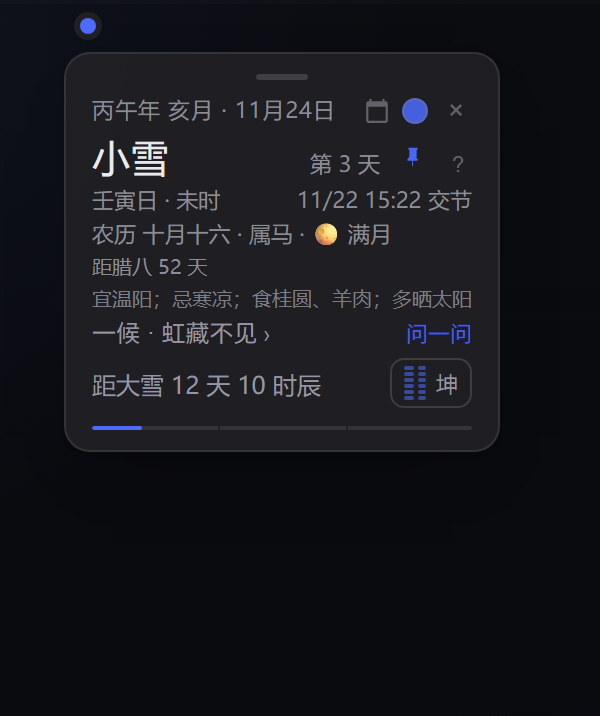 丙午年 亥月 · 11月24日 ×
小雪 第 3 天 ?
壬寅日 · 未时 11/22 15:22 交节
农历 十月十六 · 属马 · 满月
距腊八 52 天
宜温阳；忌寒凉；食桂圆、羊肉；多晒太阳
一候 · 虹藏不见 › 问一问
距大雪 12 天 10 时辰 坤